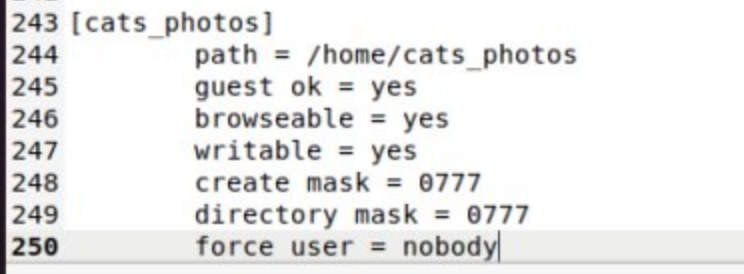 243 [cats_photos]
244 path = /home/cats_photos
245 guest ok = yes
246 browseable = yes
247 writable = yes
248 create mask = 0777
249 directory mask = 0777
250 force user = nobody